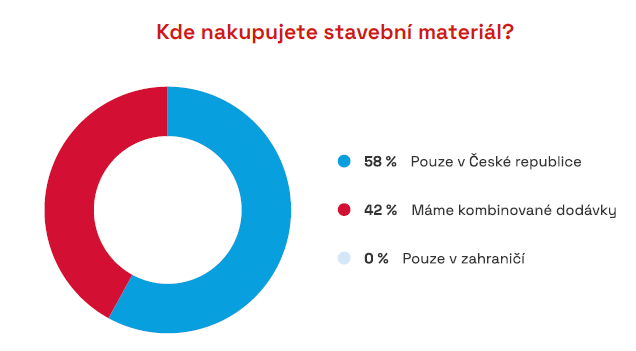 Kde nakupujete stavební materiál?
58 % Pouze v České republice
42 % Máme kombinované dodávky
0 % Pouze v zahraničí